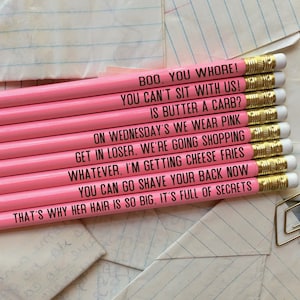 BOO, YOU WHORE!
YOU CAN'T SIT WITH US!
IS BUTTER A CARB?
ON WEDNESDAY'S WE WEAR PINK
GET IN LOSER, WE'RE GOING SHOPPING
WHATEVER, I'M GETTING CHEESE FRIES
YOU CAN GO SHAVE YOUR BACK NOW
THAT'S WHY HER HAIR IS SO BIG, IT'S FULL OF SECRETS